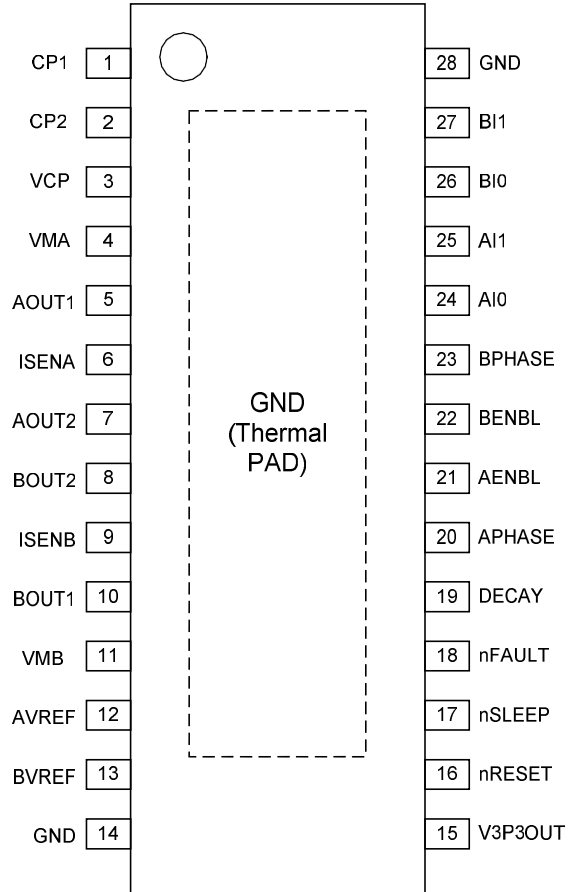 CP1 1 28 GND
CP2 2 27 BI1
VCP 3 26 BI0
VMA 4 25 AI1
AOUT1 5 24 AI0
ISENA 6 23 BPHASE
AOUT2 7 22 BENBL
GND
(Thermal
PAD)
BOUT2 8 21 AENBL
ISENB 9 20 APHASE
BOUT1 10 19 DECAY
VMB 11 18 nFAULT
AVREF 12 17 nSLEEP
BVREF 13 16 nRESET
GND 14 15 V3P3OUT